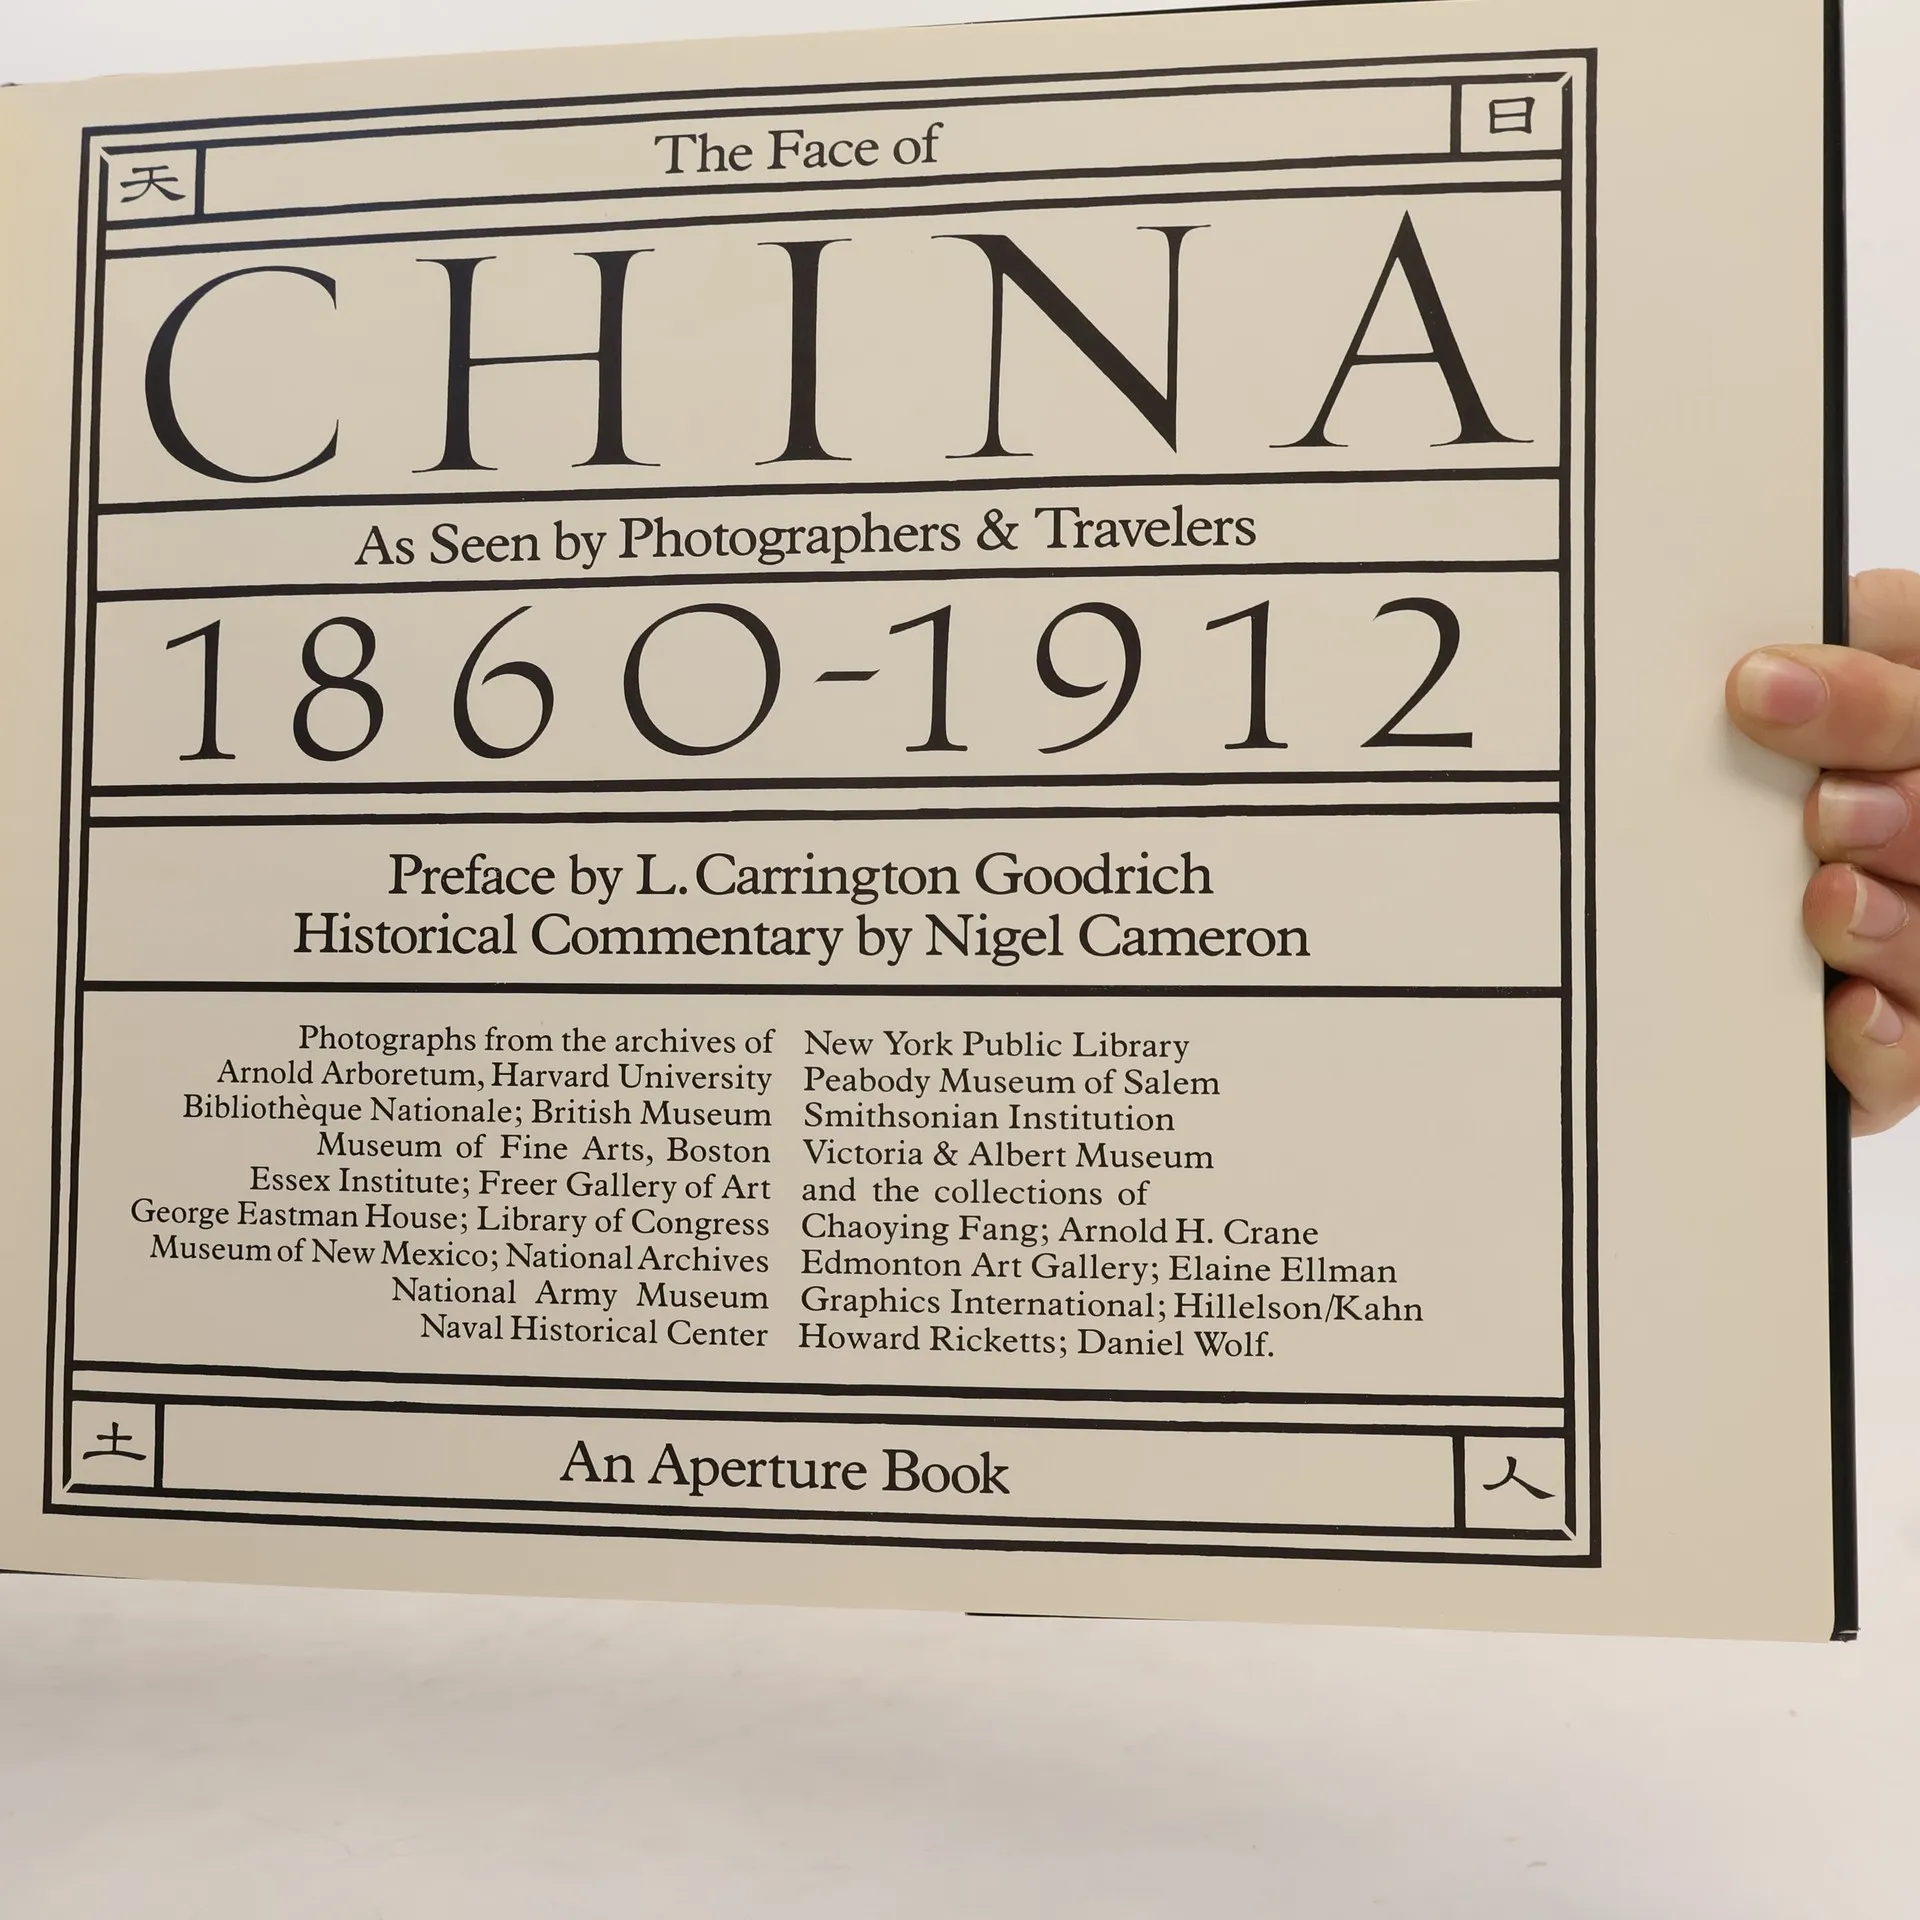 天
The Face of
日
CHINA
As Seen by Photographers & Travelers
1860-1912
Preface by L. Carrington Goodrich
Historical Commentary by Nigel Cameron
Photographs from the archives of
Arnold Arboretum, Harvard University
Bibliothèque Nationale; British Museum
Museum of Fine Arts, Boston
Essex Institute; Freer Gallery of Art
George Eastman House; Library of Congress
Museum of New Mexico; National Archives
National Army Museum
Naval Historical Center
New York Public Library
Peabody Museum of Salem
Smithsonian Institution
Victoria & Albert Museum
and the collections of
Chaoying Fang; Arnold H. Crane
Edmonton Art Gallery; Elaine Ellman
Graphics International; Hillelson/Kahn
Howard Ricketts; Daniel Wolf.
土
An Aperture Book
人